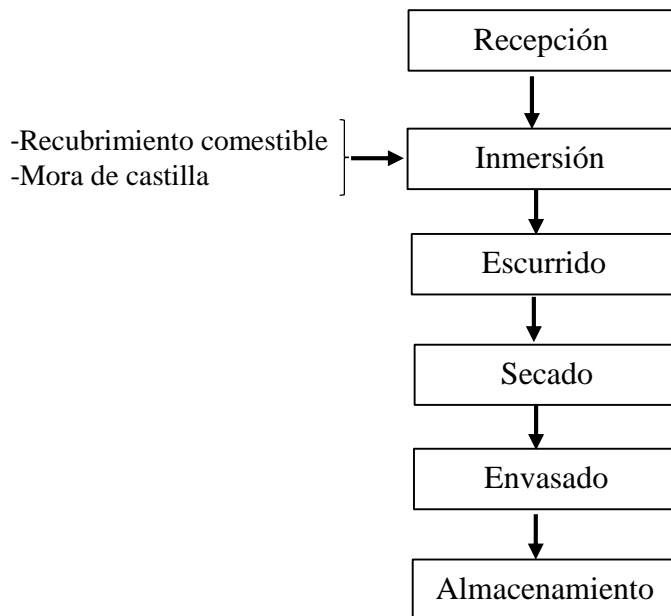 Recepción
-Recubrimiento comestible
-Mora de castilla
Inmersión
Escurrido
Secado
Envasado
Almacenamiento